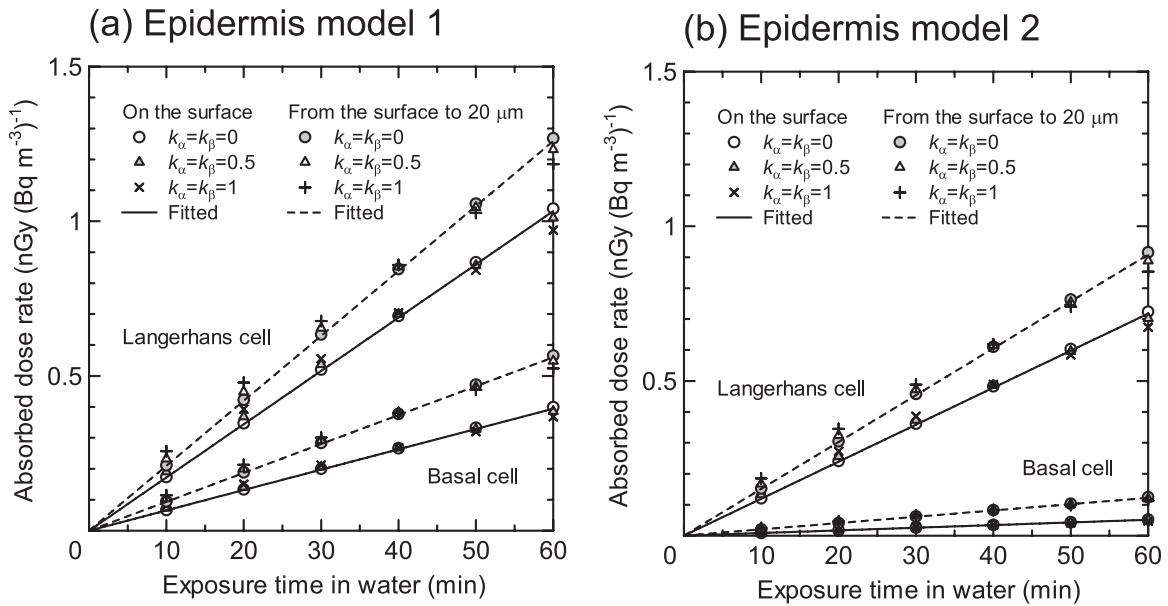 (a) Epidermis model 1
Absorbed dose rate (nGy (Bq m-3)-1)
1.5
1
0.5
On the surface From the surface to 20 μm
kα=kβ=0 kα=kβ=0
kα=kβ=0.5 kα=kβ=0.5
kα=kβ=1 kα=kβ=1
Fitted Fitted
Langerhans cell
Basal cell
0 10 20 30 40 50 60
Exposure time in water (min)
(b) Epidermis model 2
Absorbed dose rate (nGy (Bq m-3)-1)
1.5
1
0.5
On the surface From the surface to 20 μm
kα=kβ=0 kα=kβ=0
kα=kβ=0.5 kα=kβ=0.5
kα=kβ=1 kα=kβ=1
Fitted Fitted
Langerhans cell
Basal cell
0 10 20 30 40 50 60
Exposure time in water (min)